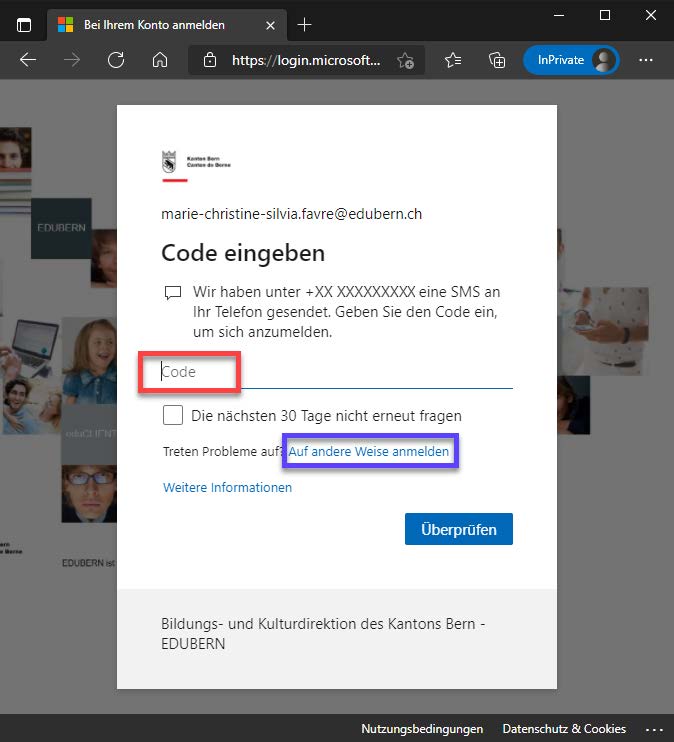 Bei Ihrem Konto anmelden
https://login.microsoft...
InPrivate
Kanton Bern
Canton de Berne
EDUBERN
marie-christine-silvia.favre@edubern.ch
Code eingeben
Wir haben unter +XX XXXXXXXXX eine SMS an
Ihr Telefon gesendet. Geben Sie den Code ein,
um sich anzumelden.
Code
Die nächsten 30 Tage nicht erneut fragen
eduCLIENT
Treten Probleme auf? Auf andere Weise anmelden
Weitere Informationen
Überprüfen
EDUBERN ist
Bildungs- und Kulturdirektion des Kantons Bern -
EDUBERN
Nutzungsbedingungen Datenschutz & Cookies ...